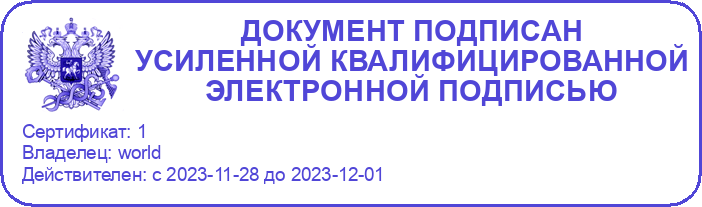 ДОКУМЕНТ ПОДПИСАН
УСИЛЕННОЙ КВАЛИФИЦИРОВАННОЙ
ЭЛЕКТРОННОЙ ПОДПИСЬЮ
Сертификат: 1
Владелец: world
Действителен: с 2023-11-28 до 2023-12-01